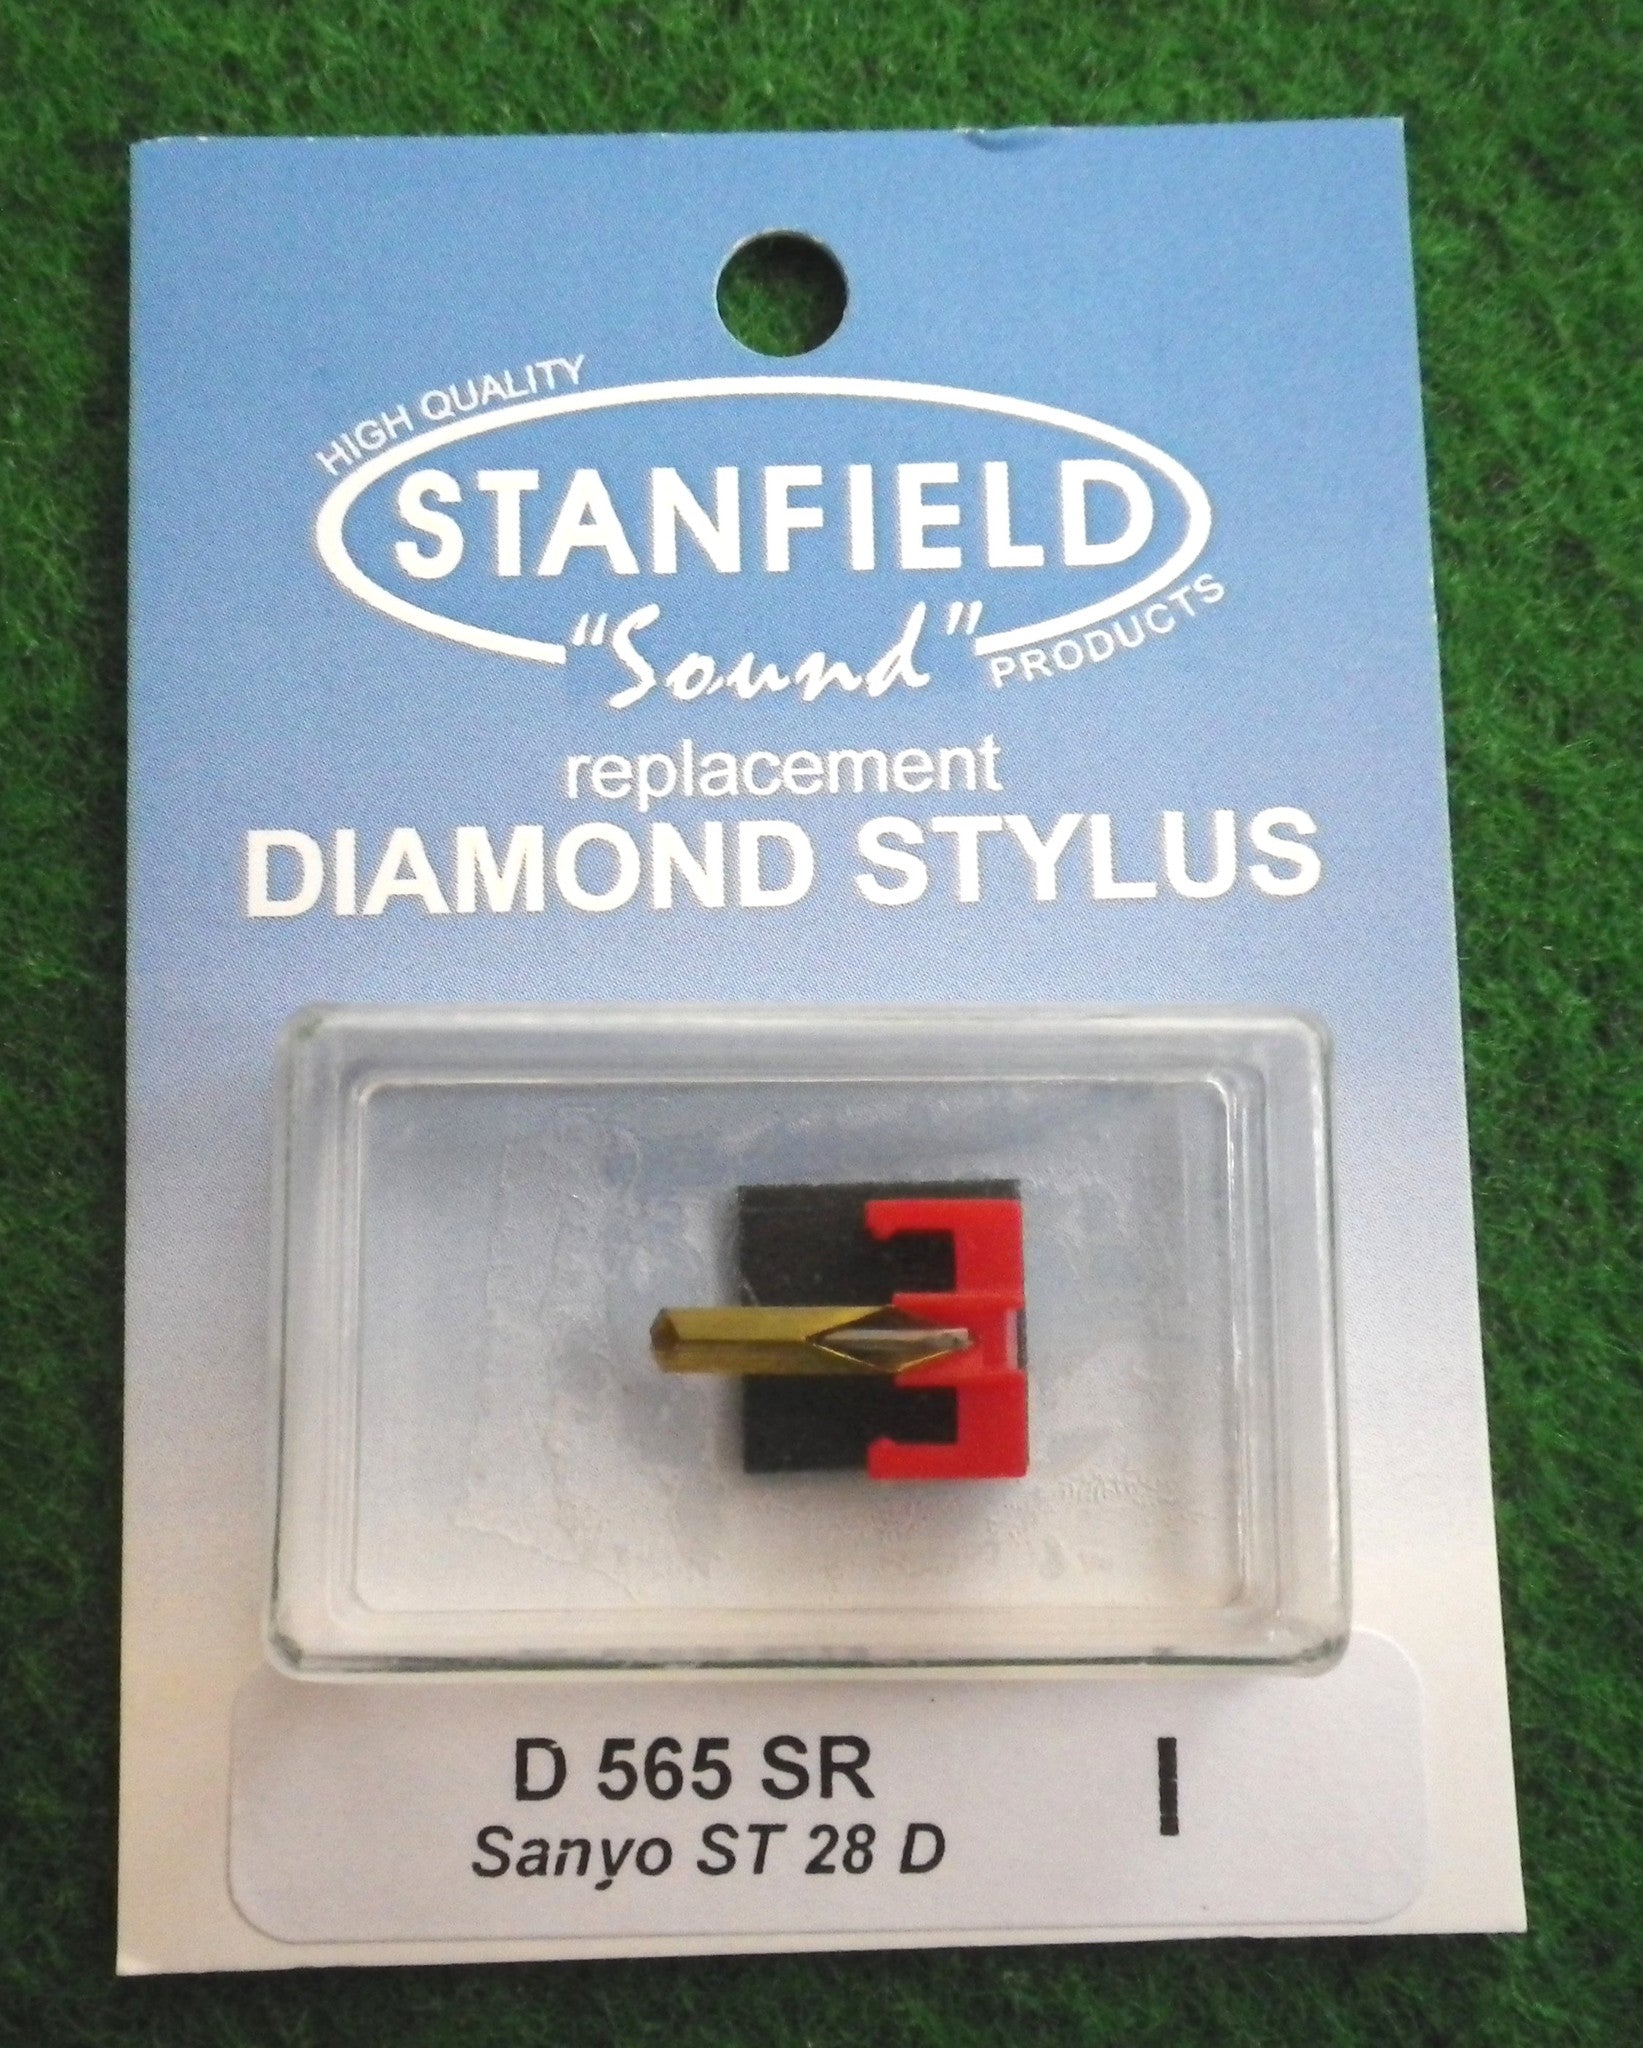 HIGH QUALITY
STANFIELD
"Sound"
PRODUCTS
replacement
DIAMOND STYLUS
D 565 SR
Sanyo ST 28 D
I